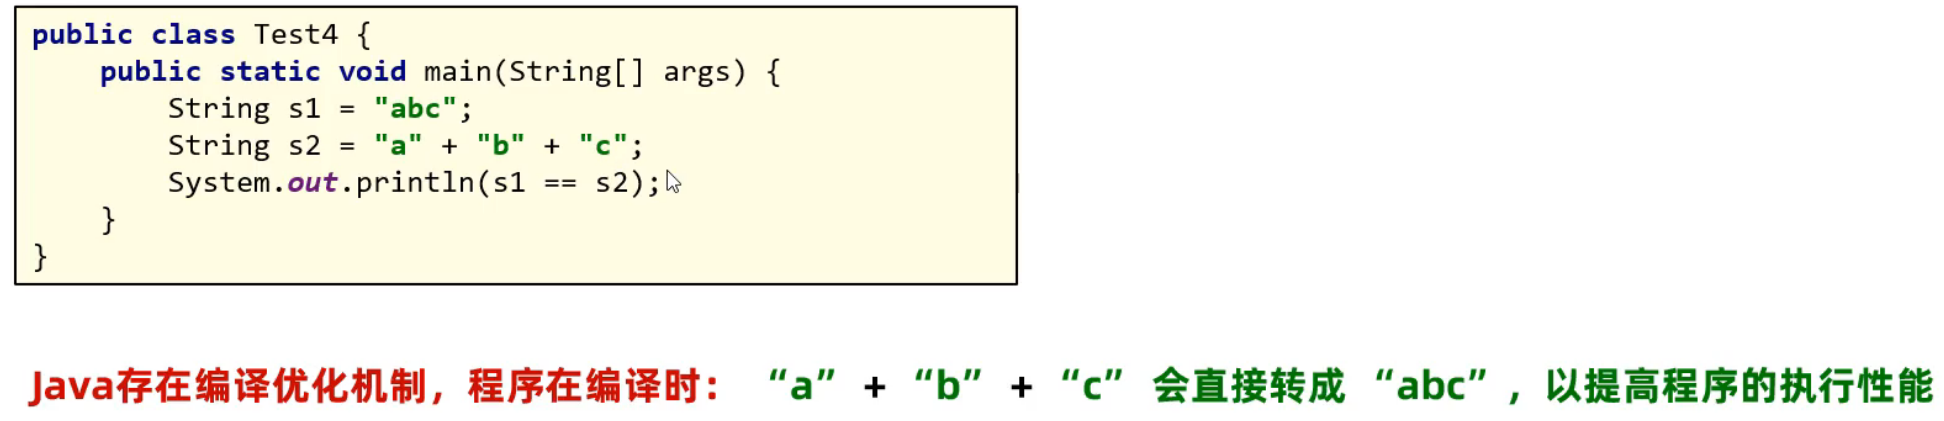 public class Test4 {
    public static void main(String[] args) {
        String s1 = "abc";
        String s2 = "a" + "b" + "c";
        System.out.println(s1 == s2);
    }
}
Java存在编译优化机制，程序在编译时： “a” + “b” + “c” 会直接转成 “abc” ，以提高程序的执行性能